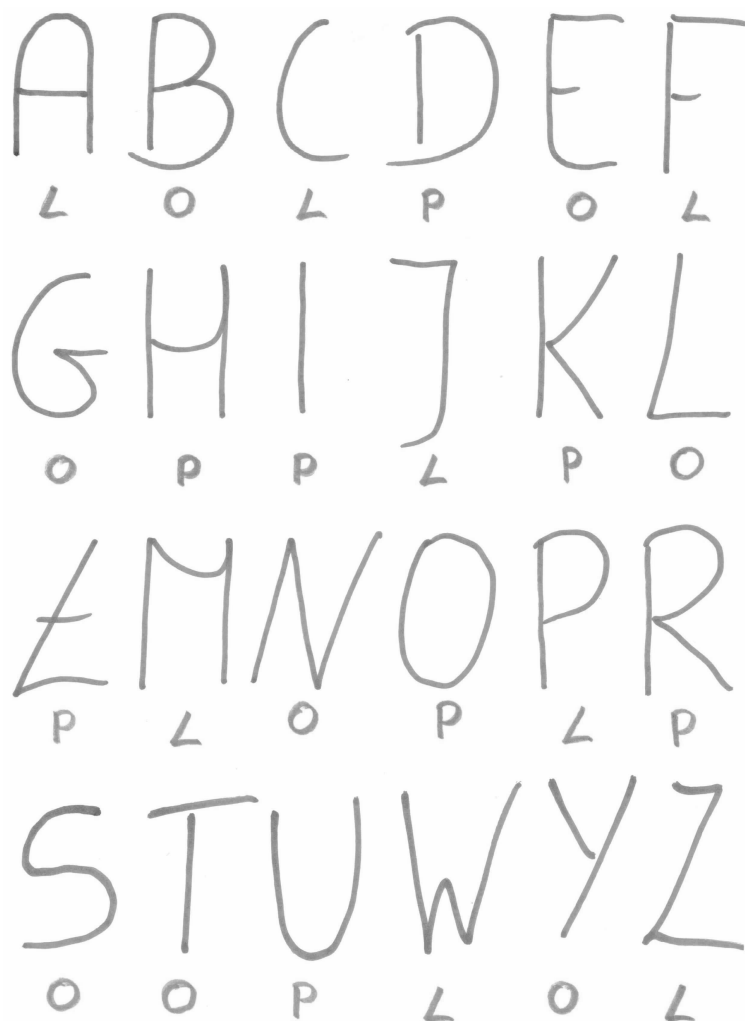 A B C D E F
L O L P O L
G H I J K L
O P P L P O
Ł M N O P R
P L O P L P
S T U W Y Z
O O P L O L